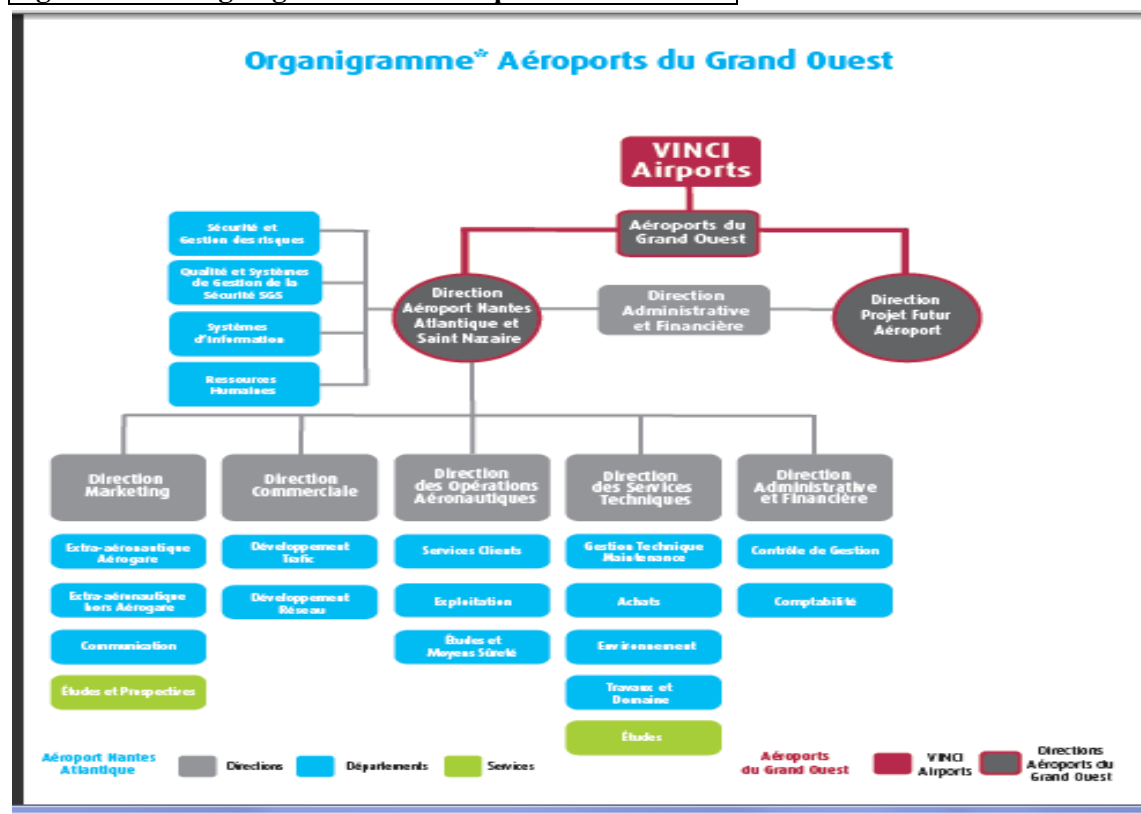 Organigramme* Aéroports du Grand Ouest
VINCI
Airports
Aéroports du
Grand Ouest
Sécurité et
Gestion des risques
Qualité et Systèmes
de Gestion de la
Sécurité SGS
Systèmes
d'Information
Ressources
Humaines
Direction
Aéroport Nantes
Atlantique et
Saint Nazaire
Direction
Administrative
et Financière
Direction
Projet Futur
Aéroport
Direction
Marketing
Extra-aéronautique
Aérogare
Extra-aéronautique
hors Aérogare
Communication
Études et Prospectives
Direction
Commerciale
Développement
Trafic
Développement
Réseau
Direction
des Opérations
Aéronautiques
Services Clients
Exploitation
Études et
Moyens Sûreté
Direction
des Services
Techniques
Gestion Technique
Maintenance
Achats
Environnement
Travaux et
Domaine
Études
Direction
Administrative
et Financière
Contrôle de Gestion
Comptabilité
Aéroport Nantes
Atlantique
Directions
Départements
Services
Aéroports
du Grand Ouest
VINCI
Airports
Directions
Aéroports du
Grand Ouest